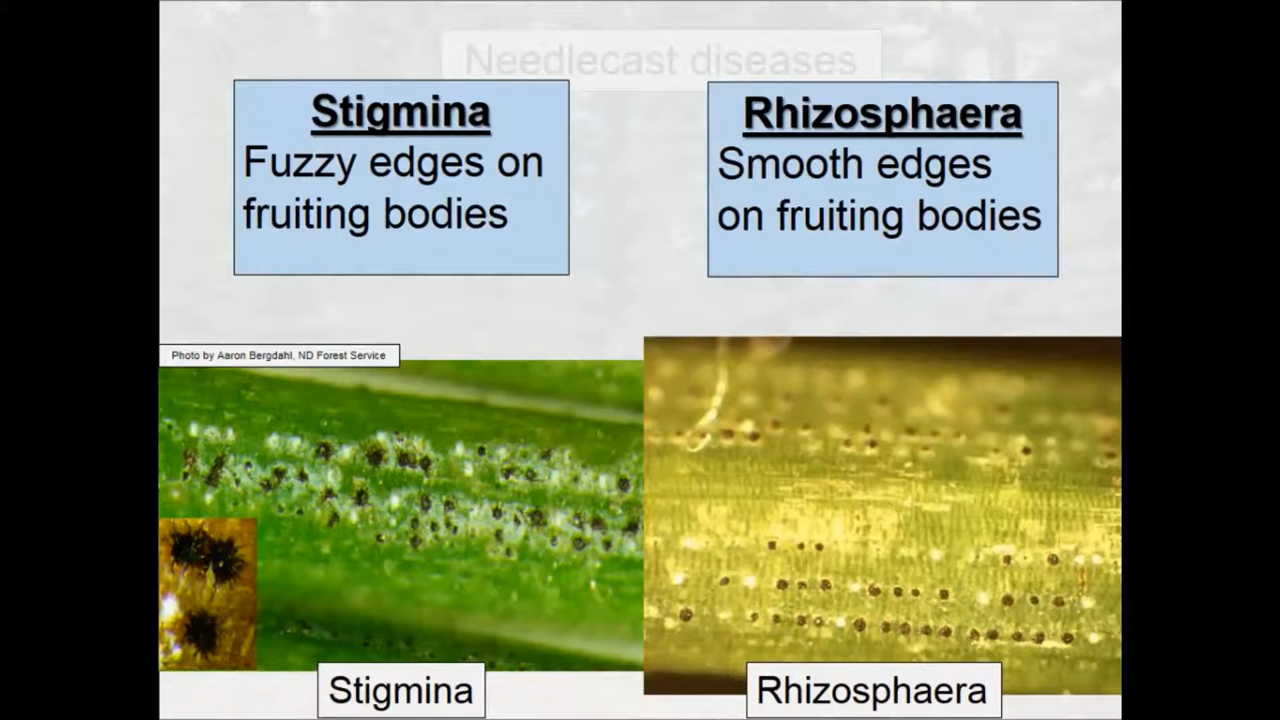 Needlecast diseases
Stigmina
Fuzzy edges on
fruiting bodies
Rhizosphaera
Smooth edges
on fruiting bodies
Photo by Aaron Bergdahl, ND Forest Service
Stigmina
Rhizosphaera